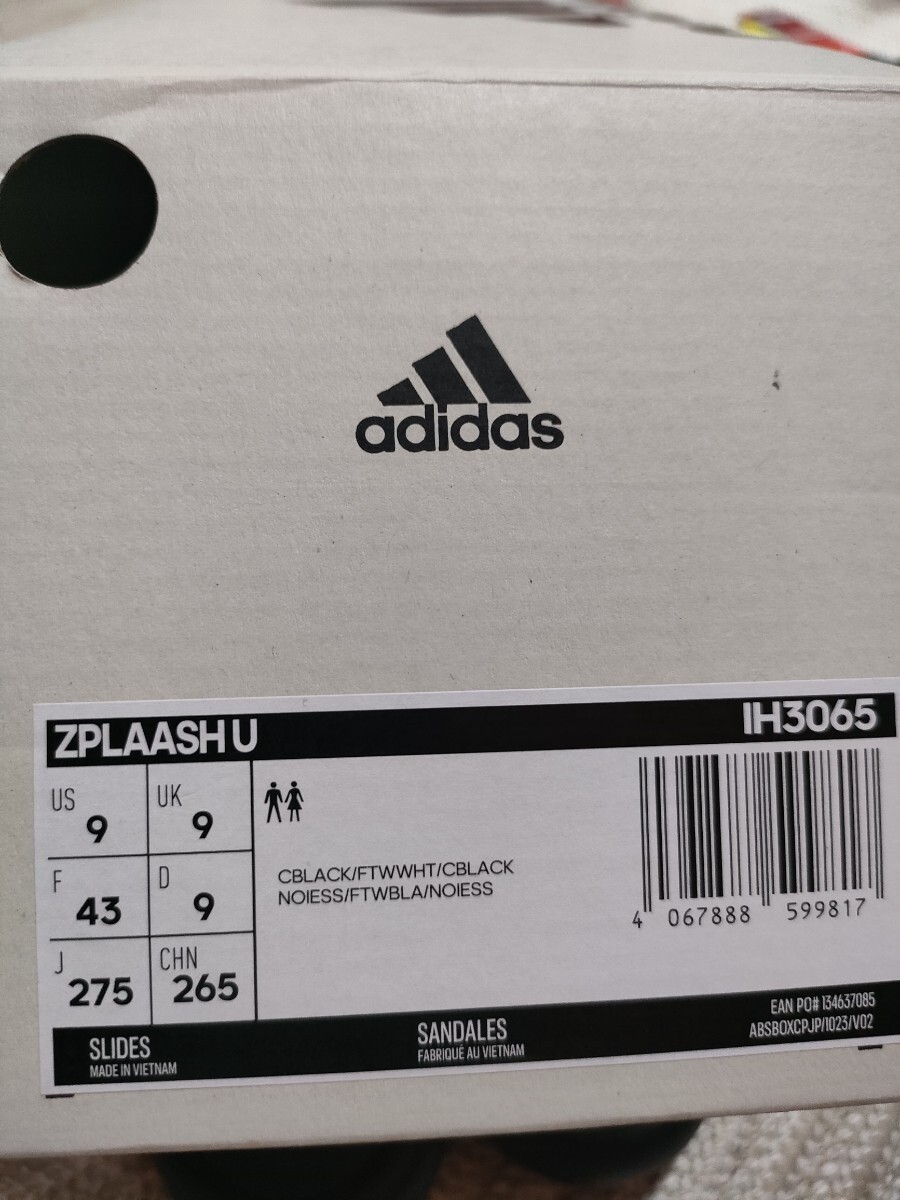 adidas
ZPLAASH U
IH3065
US
9
UK
9
F
43
D
9
J
275
CHN
265
CBLACK/FTWWHT/CBLACK
NOIESS/FTWBLA/NOIESS
4 067888 599817
SLIDES
MADE IN VIETNAM
SANDALES
FABRIQUÉ AU VIETNAM
EAN PO# 134637085
ABSBOXCPJP/1023/V02